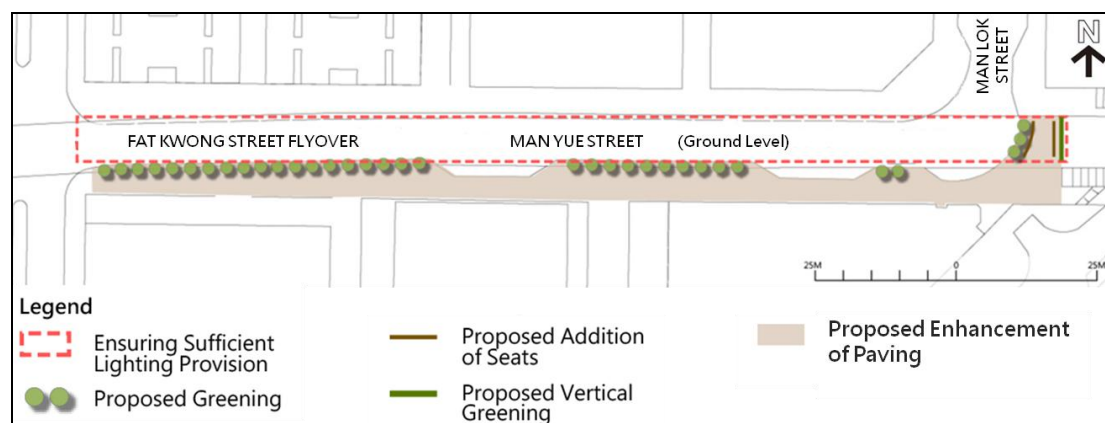 MAN LOK
STREET
N
FAT KWONG STREET FLYOVER
MAN YUE STREET
(Ground Level)
25M
0
25M
Legend
Ensuring Sufficient
Lighting Provision
Proposed Greening
Proposed Addition
of Seats
Proposed Vertical
Greening
Proposed Enhancement
of Paving